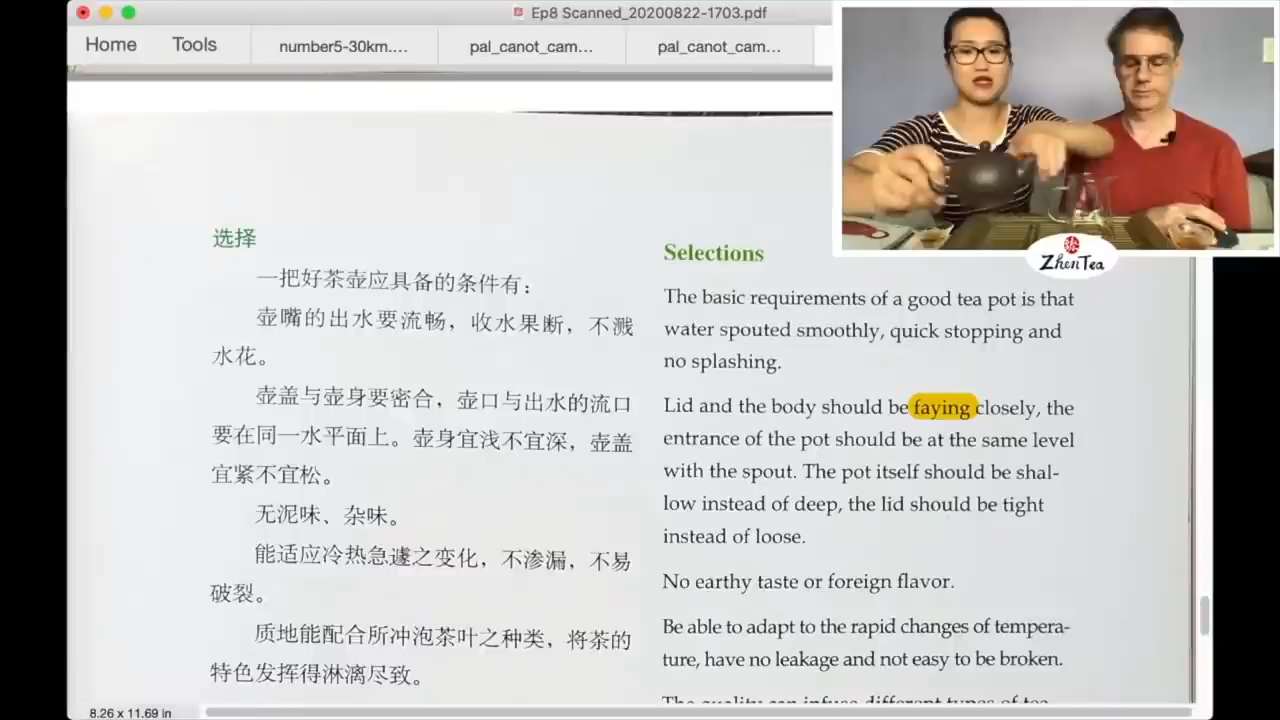 Ep8 Scanned_20200822-1703.pdf
Home
Tools
number5-30km....
pal_canot_cam...
pal_canot_cam...
ZhenTea
选择
一把好茶壶应具备的条件有：
壶嘴的出水要流畅，收水果断，不溅
水花。
壶盖与壶身要密合，壶口与出水的流口
要在同一水平面上。壶身宜浅不宜深，壶盖
宜紧不宜松。
无泥味、杂味。
能适应冷热急遽之变化，不渗漏，不易
破裂。
质地能配合所冲泡茶叶之种类，将茶的
特色发挥得淋漓尽致。
Selections
The basic requirements of a good tea pot is that
water spouted smoothly, quick stopping and
no splashing.
Lid and the body should be faying closely, the
entrance of the pot should be at the same level
with the spout. The pot itself should be shal-
low instead of deep, the lid should be tight
instead of loose.
No earthy taste or foreign flavor.
Be able to adapt to the rapid changes of tempera-
ture, have no leakage and not easy to be broken.
The quality can infuse different types of tea
8.26 x 11.69 in